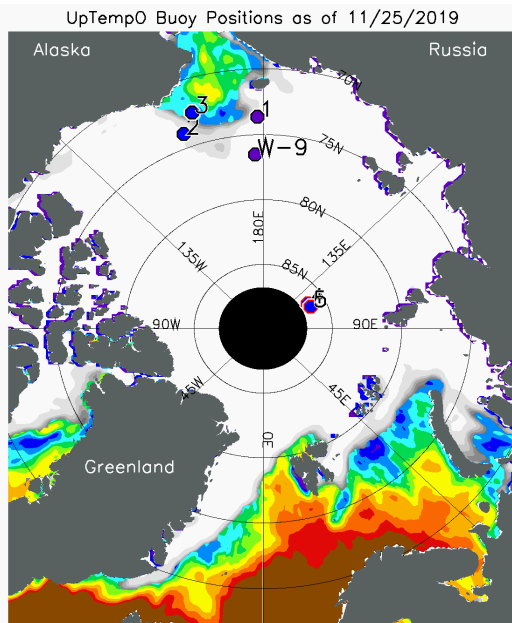 UpTempO Buoy Positions as of 11/25/2019
Alaska
Russia
70N
3
1
2
75N
W-9
80N
180E
135W
135E
85N
90W
90E
45W
45E
0E
Greenland